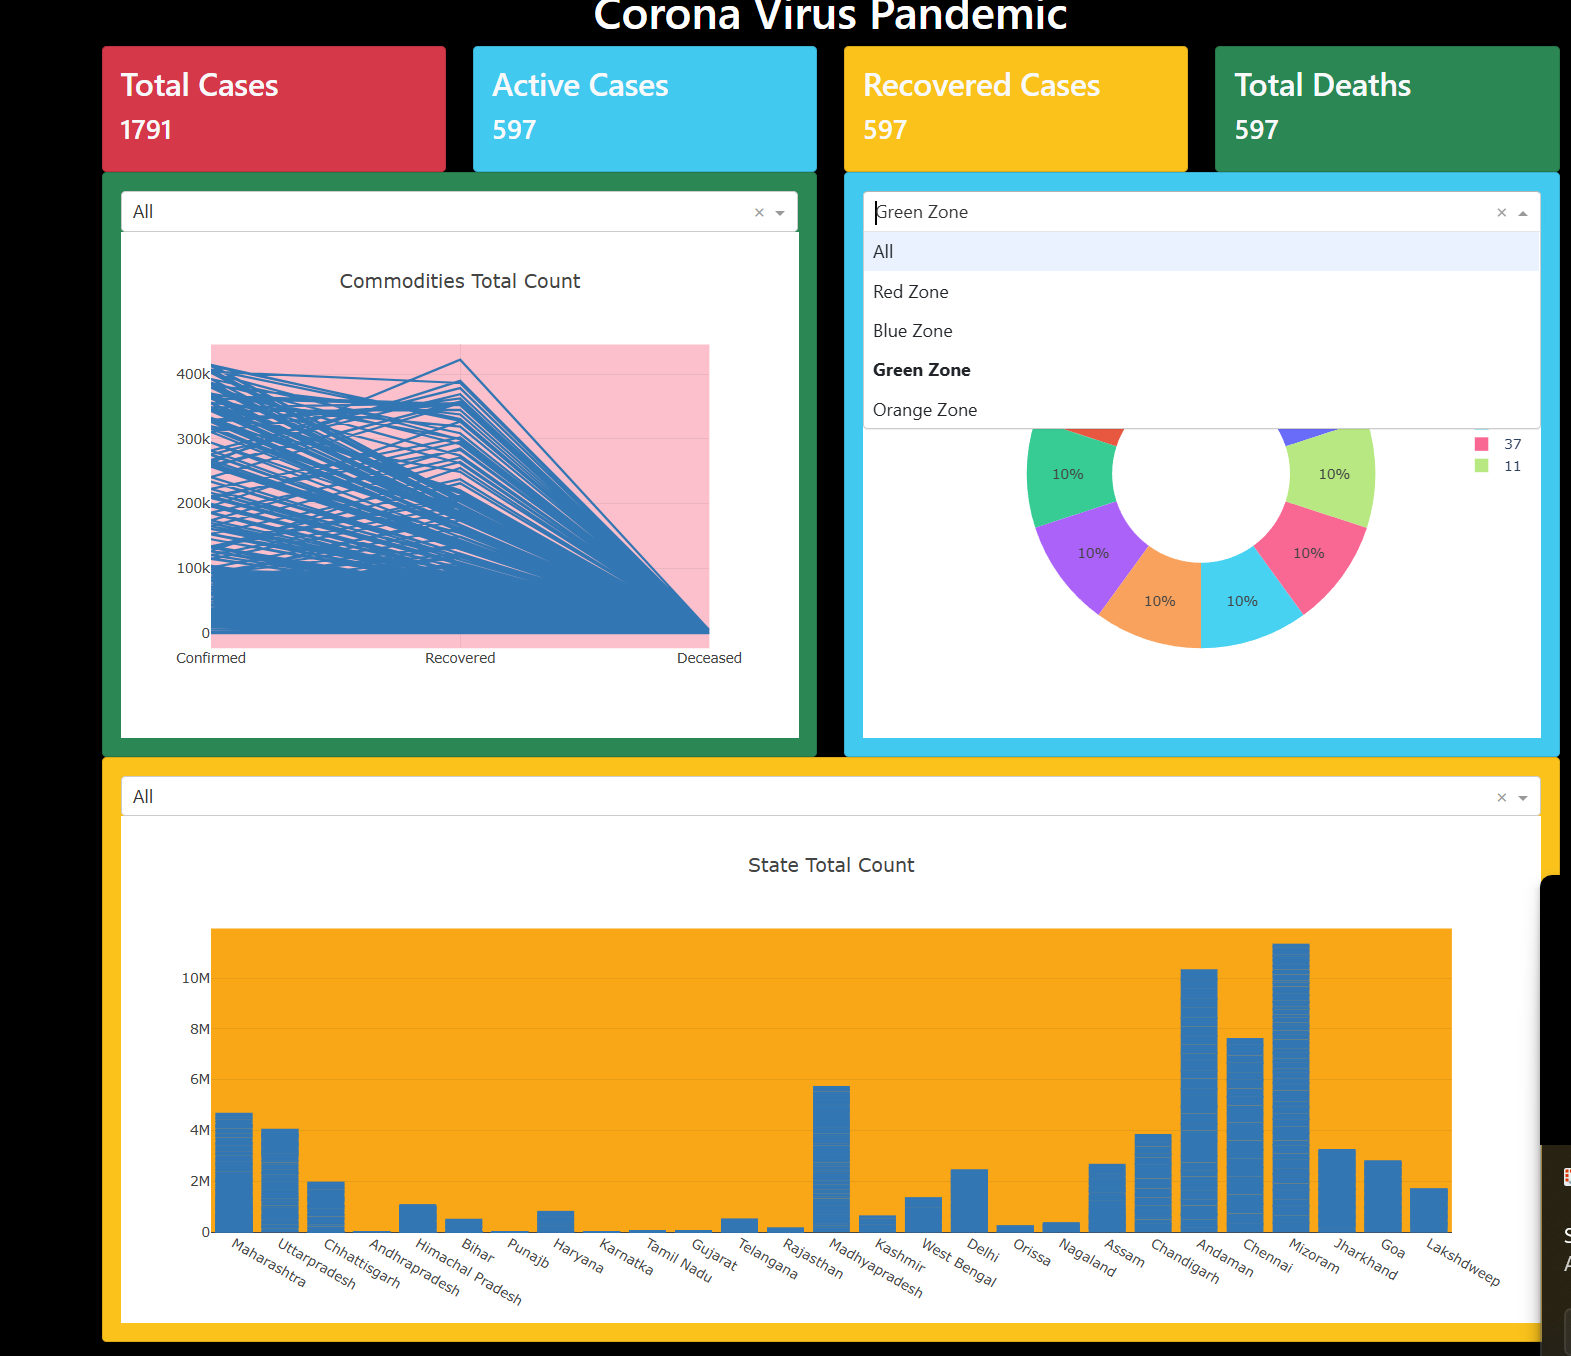 Corona Virus Pandemic
Total Cases
1791
Active Cases
597
Recovered Cases
597
Total Deaths
597
All
Commodities Total Count
400k
300k
200k
100k
0
Confirmed
Recovered
Deceased
Green Zone
All
Red Zone
Blue Zone
Green Zone
Orange Zone
37
11
10%
10%
10%
10%
10%
10%
10%
10%
All
State Total Count
10M
8M
6M
4M
2M
0
Maharashtra
Uttarpradesh
Chhattisgarh
Andhrapradesh
Himachal Pradesh
Bihar
Punajb
Haryana
Karnatka
Tamil Nadu
Gujarat
Telangana
Rajasthan
Madhyapradesh
Kashmir
West Bengal
Delhi
Orissa
Nagaland
Assam
Chandigarh
Andaman
Chennai
Mizoram
Jharkhand
Goa
Lakshdweep